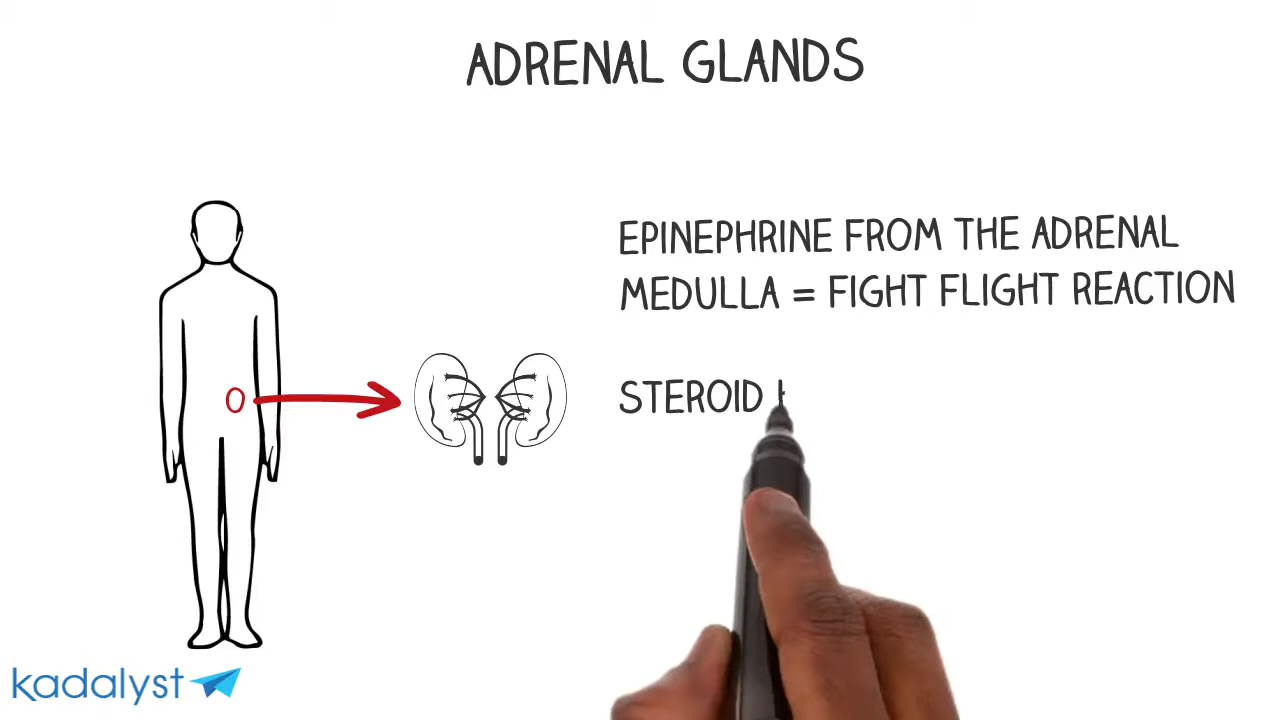 ADRENAL GLANDS
EPINEPHRINE FROM THE ADRENAL
MEDULLA = FIGHT FLIGHT REACTION
STEROID
kadalyst